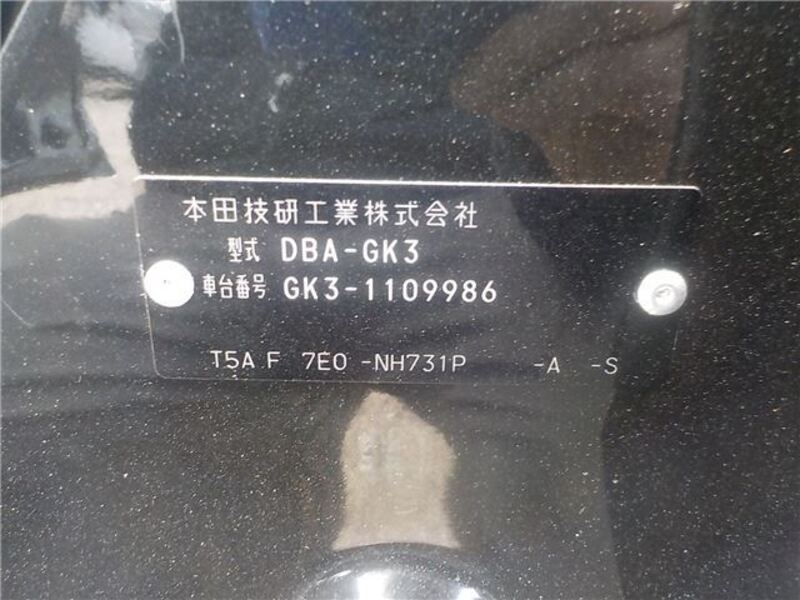 本田技研工業株式会社
型式 DBA-GK3
車台番号 GK3-1109986
T5A F 7E0 -NH731P -A -S